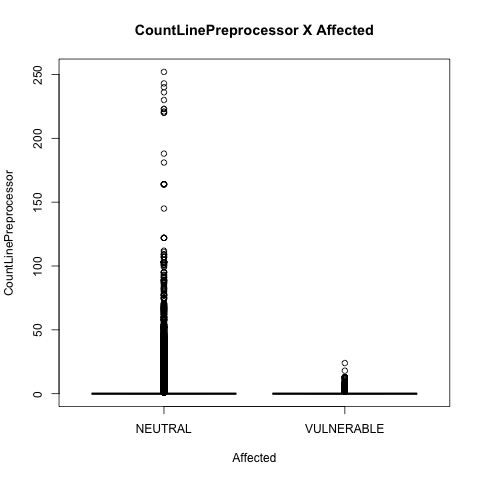 CountLinePreprocessor X Affected
CountLinePreprocessor
250
200
150
100
50
0
NEUTRAL
VULNERABLE
Affected